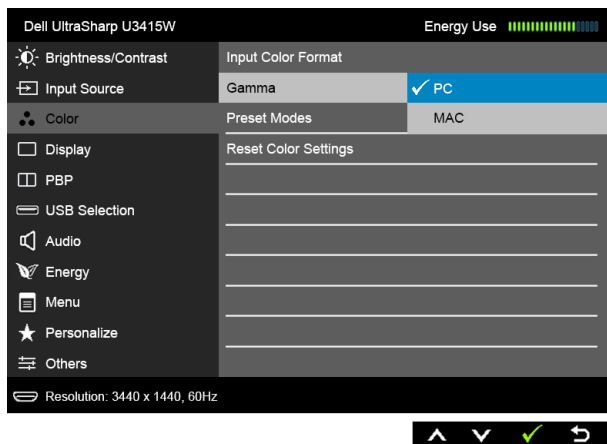 Dell UltraSharp U3415W
Energy Use
Brightness/Contrast
Input Source
Color
Display
PBP
USB Selection
Audio
Energy
Menu
Personalize
Others
Input Color Format
Gamma
Preset Modes
Reset Color Settings
PC
MAC
Resolution: 3440 x 1440, 60Hz